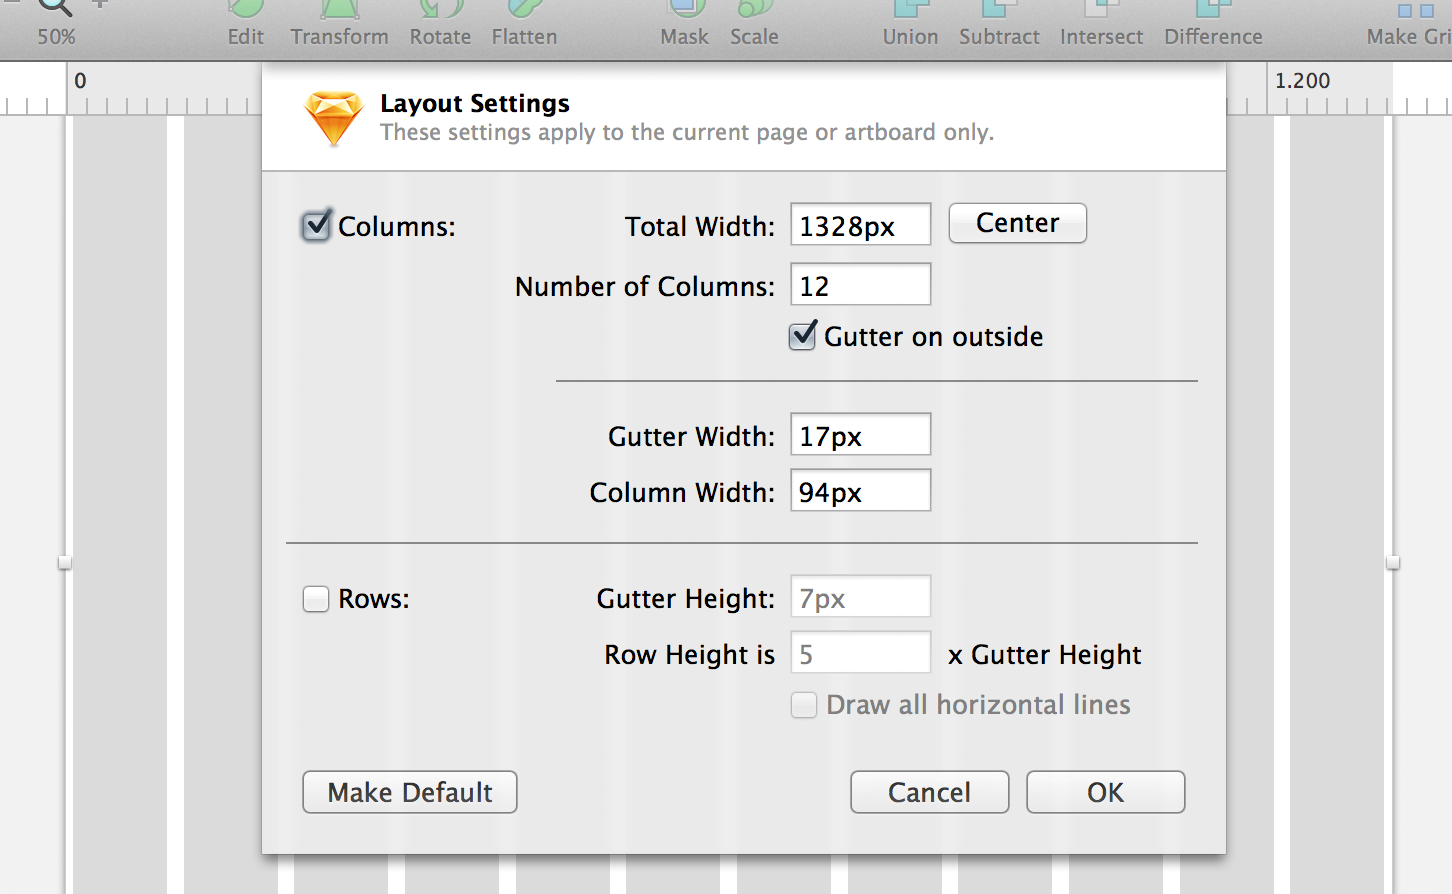 50% Edit Transform Rotate Flatten Mask Scale Union Subtract Intersect Difference Make Gri
0 1.200
Layout Settings
These settings apply to the current page or artboard only.
Columns: Total Width: 1328px Center
Number of Columns: 12
Gutter on outside
Gutter Width: 17px
Column Width: 94px
Rows: Gutter Height: 7px
Row Height is 5 x Gutter Height
Draw all horizontal lines
Make Default Cancel OK